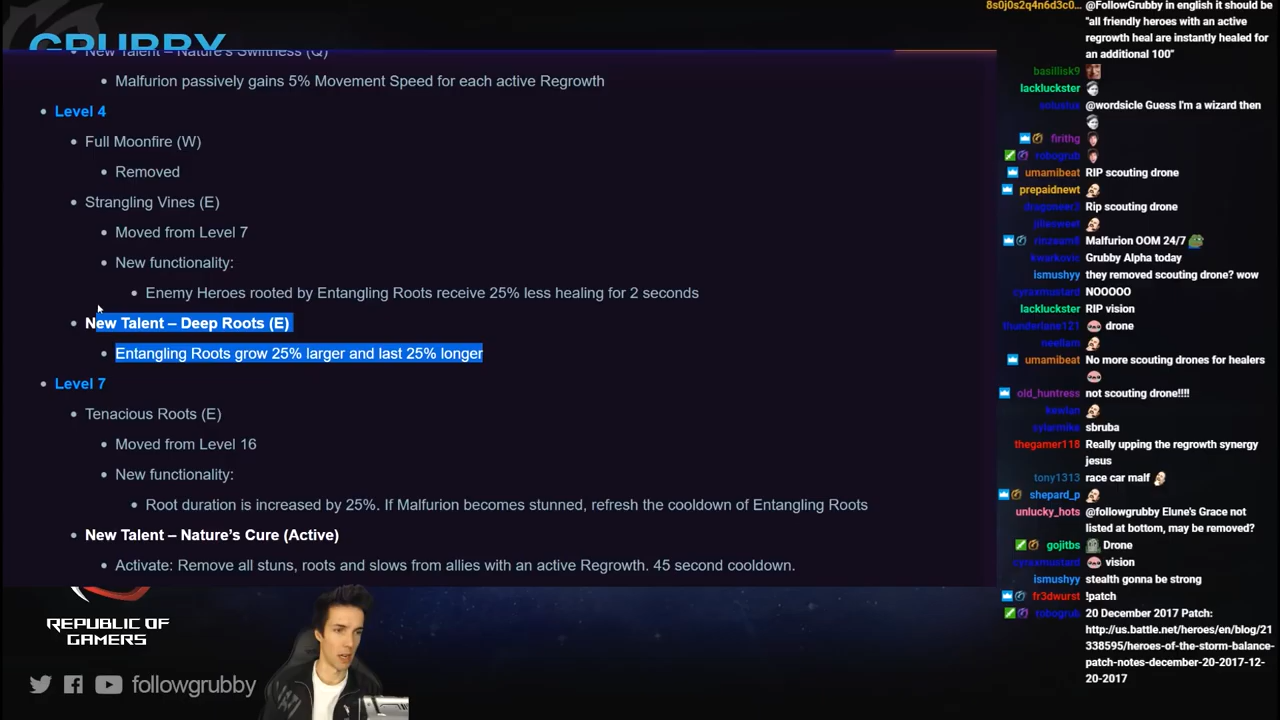 GRUBBY
New Talent – Nature's Swiftness (Q)
Malfurion passively gains 5% Movement Speed for each active Regrowth
Level 4
Full Moonfire (W)
Removed
Strangling Vines (E)
Moved from Level 7
New functionality:
Enemy Heroes rooted by Entangling Roots receive 25% less healing for 2 seconds
New Talent – Deep Roots (E)
Entangling Roots grow 25% larger and last 25% longer
Level 7
Tenacious Roots (E)
Moved from Level 16
New functionality:
Root duration is increased by 25%. If Malfurion becomes stunned, refresh the cooldown of Entangling Roots
New Talent – Nature's Cure (Active)
Activate: Remove all stuns, roots and slows from allies with an active Regrowth. 45 second cooldown.
REPUBLIC OF
GAMERS
followgrubby
8s0j0s2q4n6d3c0... @FollowGrubby in english it should be
"all friendly heroes with an active
regrowth heal are instantly healed for
an additional 100"
basillisk9
lackluckster
@wordsicle Guess I'm a wizard then
firithg
robogrub
umamibeat RIP scouting drone
prepaidnewt
Rip scouting drone
Malfurion OOM 24/7
kwarkovic Grubby Alpha today
ismushyy they removed scouting drone? wow
cyraxmustard NOOOOO
lackluckster RIP vision
thunderlane121 drone
neellam
umamibeat No more scouting drones for healers
old_huntress not scouting drone!!!!
kewlan
sylarmike sbruba
thegamer118 Really upping the regrowth synergy
jesus
tony1313 race car malf
shepard_p
unlucky_hots @followgrubby Elune's Grace not
listed at bottom, may be removed?
gojitbs Drone
cyraxmustard vision
ismushyy stealth gonna be strong
fr3dwurst !patch
robogrub 20 December 2017 Patch:
http://us.battle.net/heroes/en/blog/21
338595/heroes-of-the-storm-balance-
patch-notes-december-20-2017-12-
20-2017